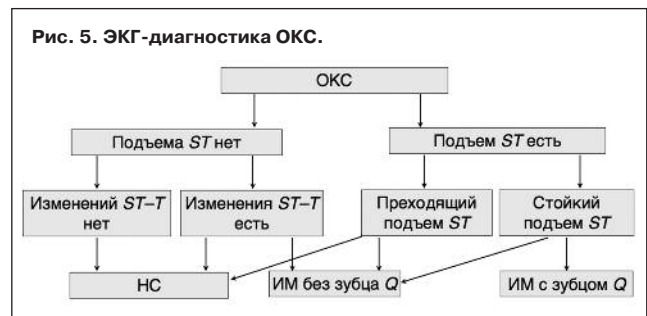 Рис. 5. ЭКГ-диагностика ОКС.
ОКС
Подъема ST нет
Подъем ST есть
Изменений ST–T
нет
Изменения ST–T
есть
Преходящий
подъем ST
Стойкий
подъем ST
НС
ИМ без зубца Q
ИМ с зубцом Q